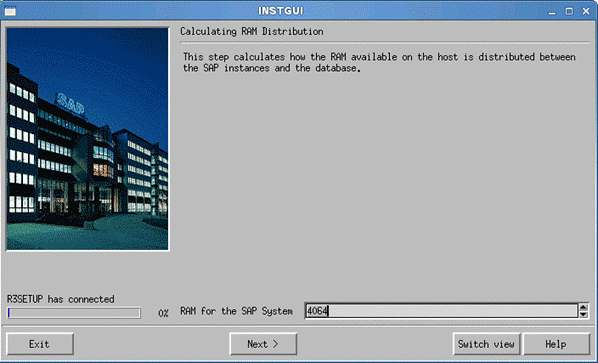 INSTGUI
Calculating RAM Distribution
This step calculates how the RAM available on the host is distributed between
the SAP instances and the database.
SAP
R3SETUP has connected
0%
RAM for the SAP System
4064
Exit
Next >
Switch view
Help